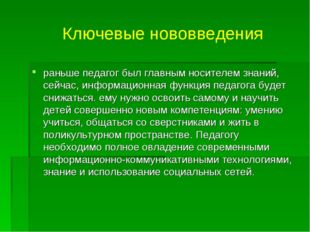 Ключевые нововведения
раньше педагог был главным носителем знаний,
сейчас, информационная функция педагога будет
снижаться. ему нужно освоить самому и научить
детей совершенно новым компетенциям: умению
учиться, общаться со сверстниками и жить в
поликультурном пространстве. Педагогу
необходимо полное овладение современными
информационно-коммуникативными технологиями,
знание и использование социальных сетей.